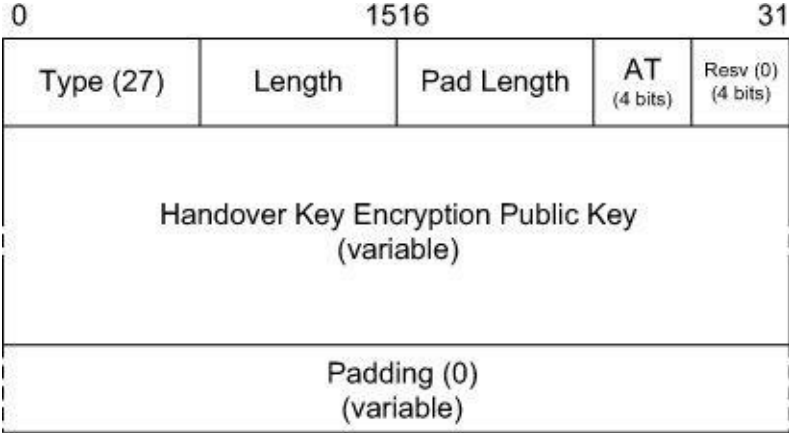 0 1516 31
Type (27) Length Pad Length AT (4 bits) Resv (0) (4 bits)
Handover Key Encryption Public Key
(variable)
Padding (0)
(variable)